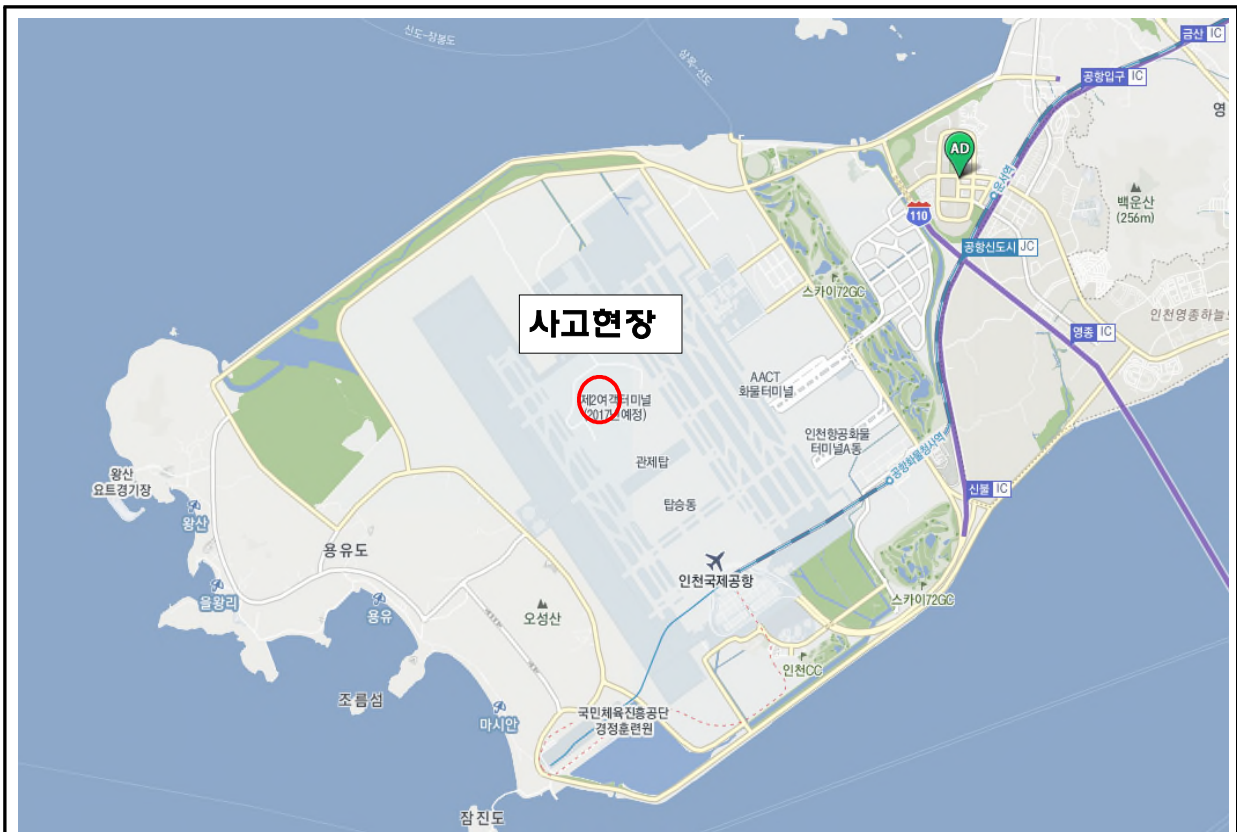 신도-장봉도
삼목-신도
금산 IC
공항입구 IC
영
AD
운서역
백운산
(256m)
110
공항신도시 JC
스카이72GC
사고현장
인천영종하늘도
영종 IC
AACT
화물터미널
제2여객터미널
(2017년예정)
인천항공화물
터미널A동
관제탑
공항화물청사역
왕산
요트경기장
탑승동
신불 IC
왕산
용유도
인천국제공항
을왕리
용유
오성산
스카이72GC
인천CC
조름섬
마시안
국민체육진흥공단
경정훈련원
잠진도